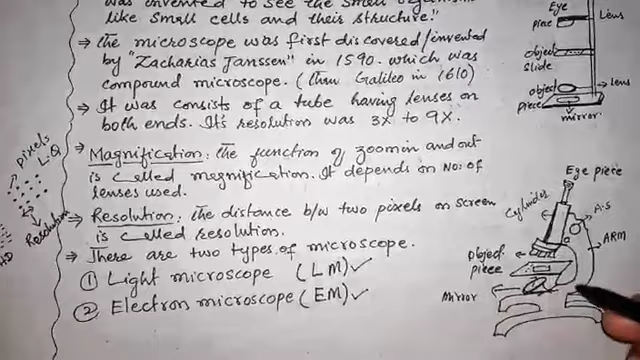 was invented to see the small organisms
like small cells and their structure."
→ The microscope was first discovered/invented
by "Zacharias Janssen" in 1590. which was
compound microscope. (then Galileo in 1610)
→ It was consists of a tube having lenses on
both ends. It's resolution was 3X to 9X.
→ Magnification: The function of zoom in and out
is called magnification. It depends on No: of
lenses used.
→ Resolution: The distance b/w two pixels on screen
is called resolution.
→ There are two types of microscope.
① Light microscope (LM) ✓
② Electron microscope (EM) ✓
pixels
L.Q
Resolution
HD
Eye
piece
Lens
object
slide
object
piece
Lens
mirror
Eye piece
Cylinder
A.S
ARM
Object
piece
mirror